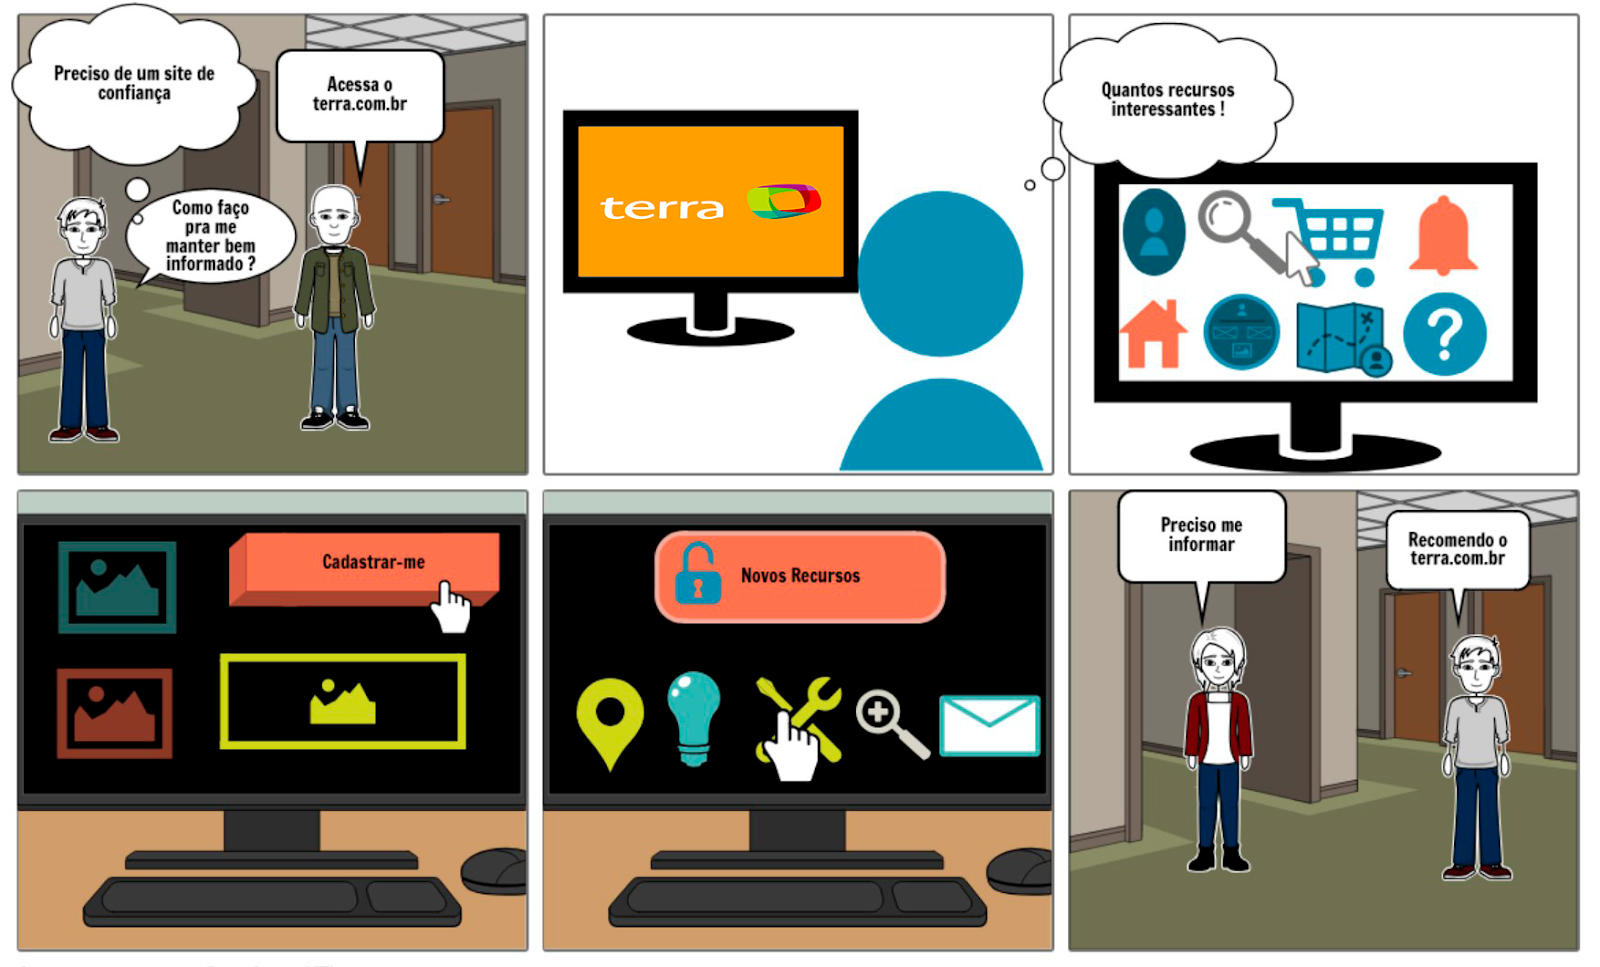 Preciso de um site de
confiança
Acessa o
terra.com.br
Como faço
pra me
manter bem
informado ?
terra
Quantos recursos
interessantes !
?
Cadastrar-me
Novos Recursos
Preciso me
informar
Recomendo o
terra.com.br